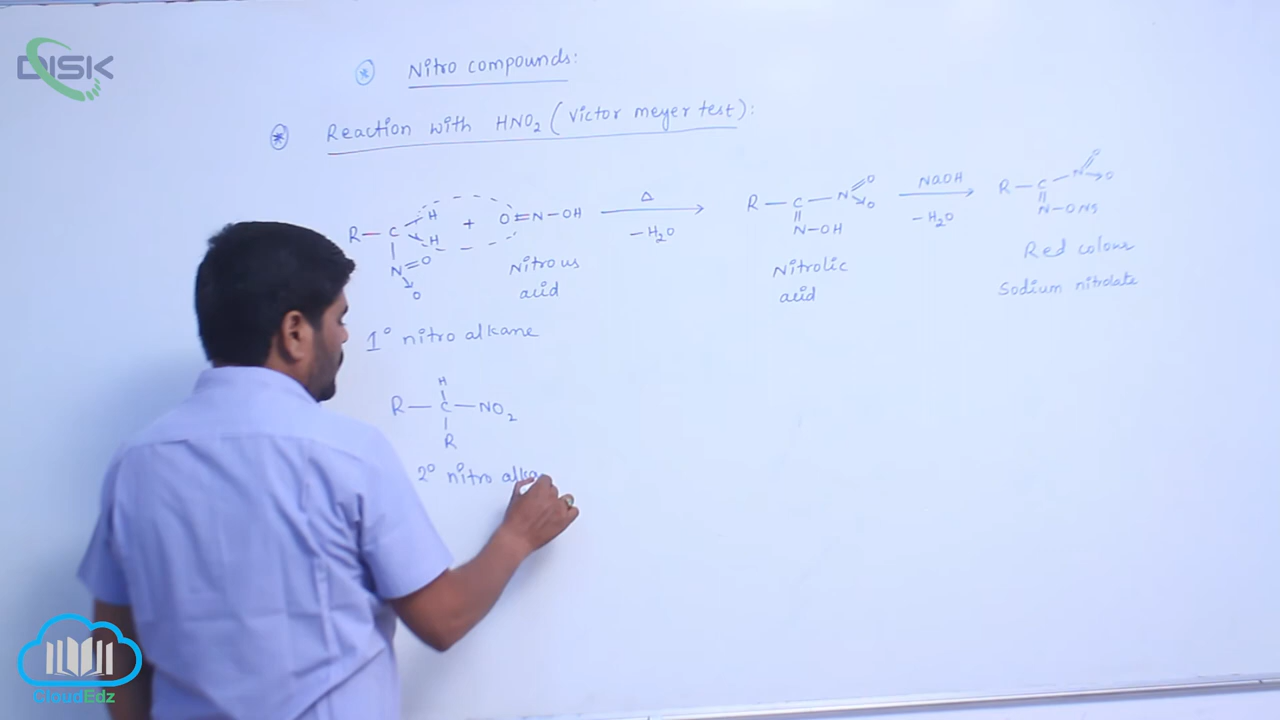 DISK
* Nitro compounds:
* Reaction with HNO2 (Victor meyer test):
R — C H H + O = N — OH Δ − H2O R — C — N O O NaOH − H2O R — C — N O O
N O O N — OH N — ONa
Nitrous acid Nitrolic acid Red colour
Sodium nitrolate
1° nitro alkane
H
R — C — NO2
R
2° nitro alka
CloudEdz